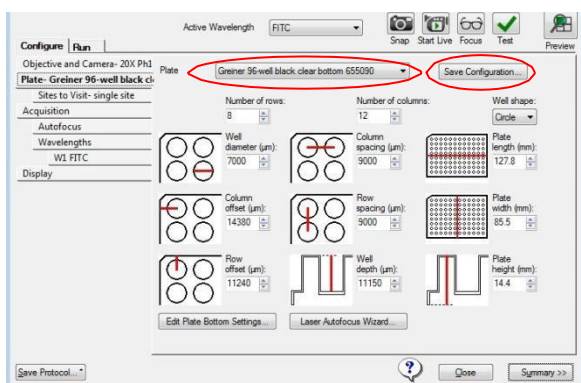 Active Wavelength FITC
Snap Start Live Focus Test Preview
Configure Run
Objective and Camera- 20X Ph1
Plate- Greiner 96-well black cl
Sites to Visit- single site
Acquisition
Autofocus
Wavelengths
W1 FITC
Display
Plate Greiner 96-well black clear bottom 655090 Save Configuration...
Number of rows: Number of columns: Well shape:
8 12 Circle
Well diameter (µm): 7000
Column spacing (µm): 9000
Plate length (mm): 127.8
Column offset (µm): 14380
Row spacing (µm): 9000
Plate width (mm): 85.5
Row offset (µm): 11240
Well depth (µm): 11150
Plate height (mm): 14.4
Edit Plate Bottom Settings... Laser Autofocus Wizard...
Save Protocol... ? Close Summary >>